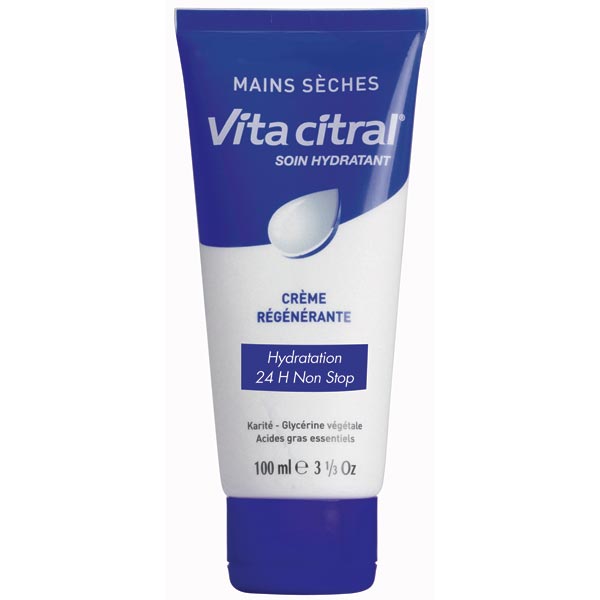 MAINS SÈCHES
Vita citral®
SOIN HYDRATANT
CRÈME
RÉGÉNÉRANTE
Hydratation
24 H Non Stop
Karité - Glycérine végétale
Acides gras essentiels
100 ml ℮ 3 ⅓ Oz